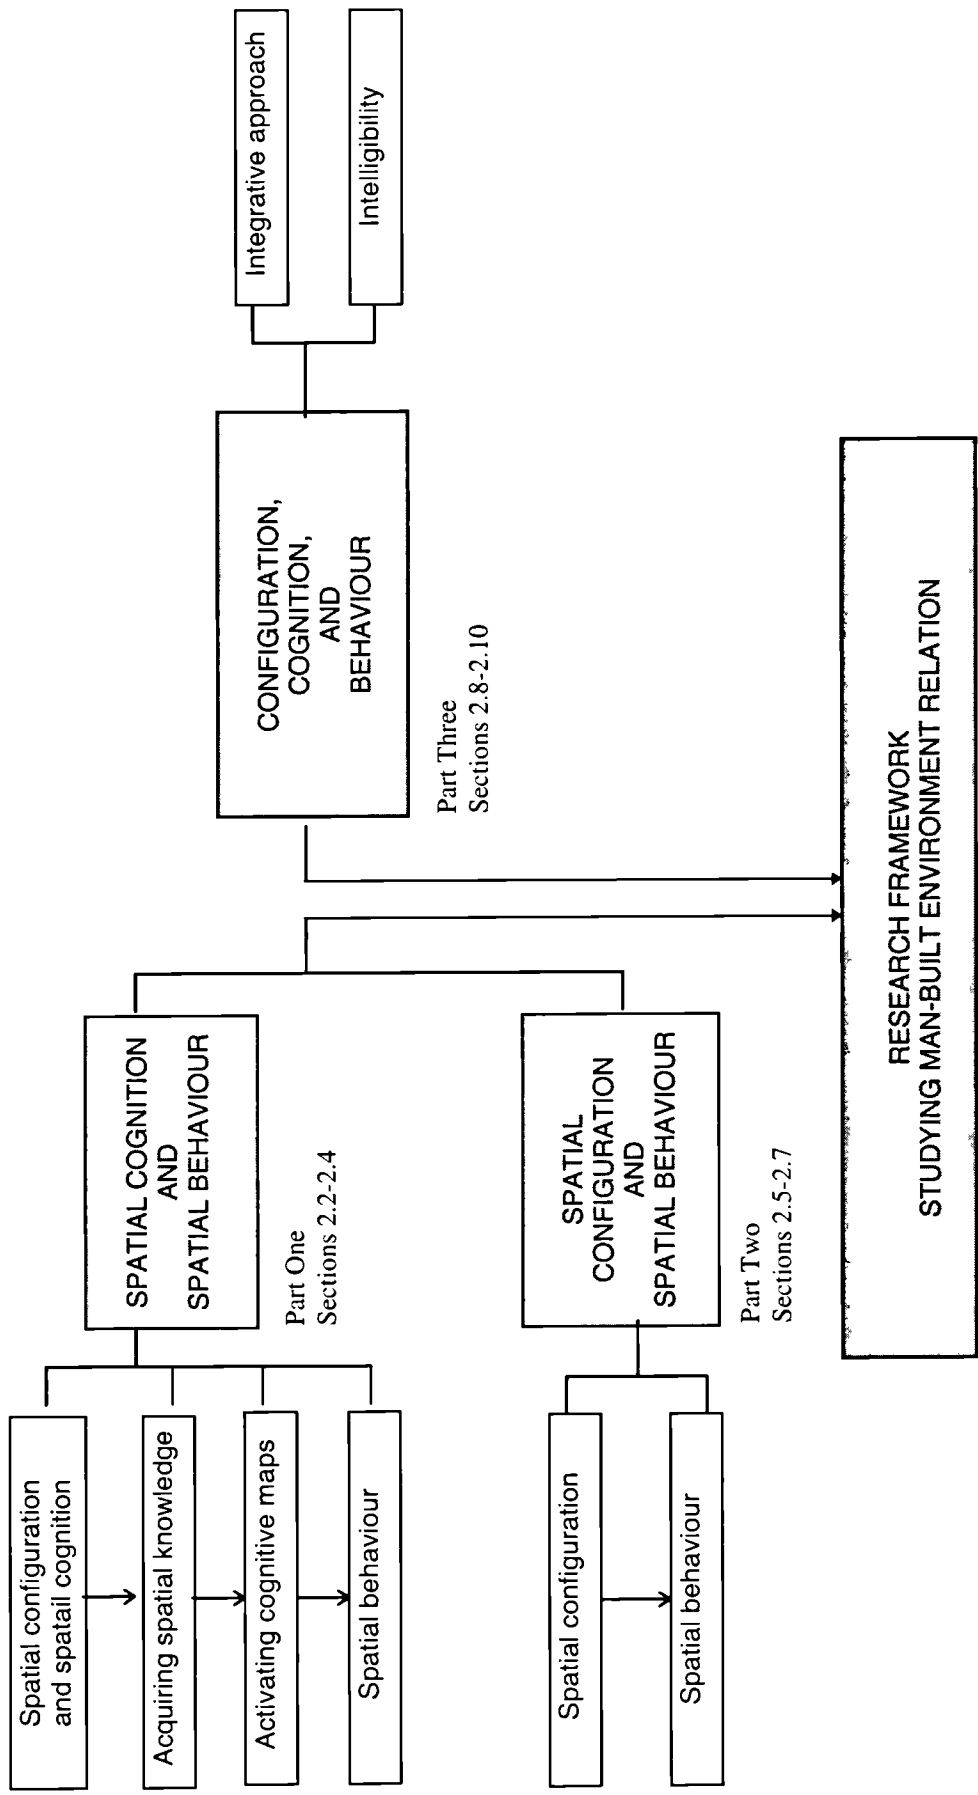 Spatial configuration
and spatail cognition
Acquiring spatial knowledge
Activating cognitive maps
Spatial behaviour
SPATIAL COGNITION
AND
SPATIAL BEHAVIOUR
Part One
Sections 2.2-2.4
Spatial configuration
Spatial behaviour
SPATIAL
CONFIGURATION
AND
SPATIAL BEHAVIOUR
Part Two
Sections 2.5-2.7
CONFIGURATION,
COGNITION,
AND
BEHAVIOUR
Part Three
Sections 2.8-2.10
Integrative approach
Intelligibility
RESEARCH FRAMEWORK
STUDYING MAN-BUILT ENVIRONMENT RELATION